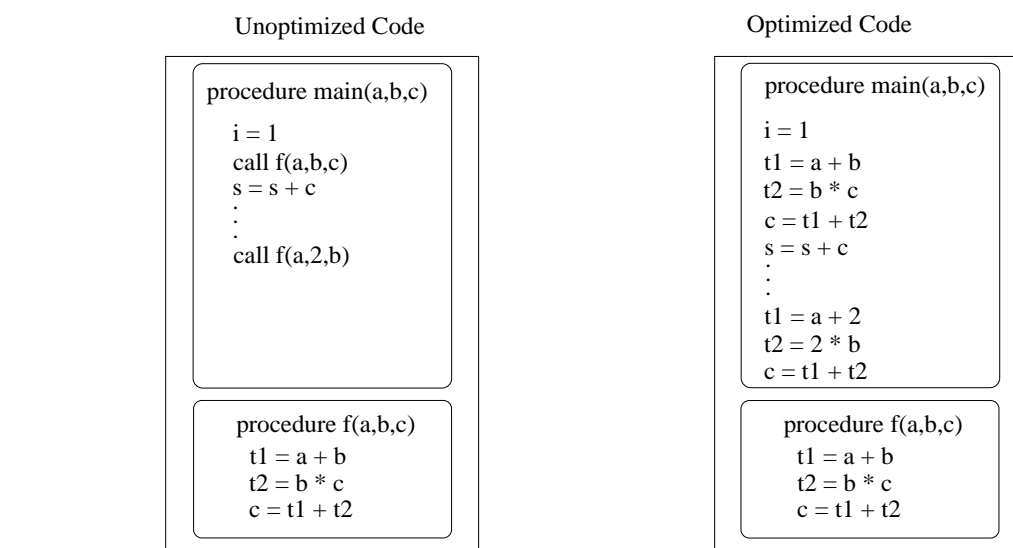 Unoptimized Code
procedure main(a,b,c)
i = 1
call f(a,b,c)
s = s + c
.
.
.
call f(a,2,b)
procedure f(a,b,c)
t1 = a + b
t2 = b * c
c = t1 + t2
Optimized Code
procedure main(a,b,c)
i = 1
t1 = a + b
t2 = b * c
c = t1 + t2
s = s + c
.
.
.
t1 = a + 2
t2 = 2 * b
c = t1 + t2
procedure f(a,b,c)
t1 = a + b
t2 = b * c
c = t1 + t2